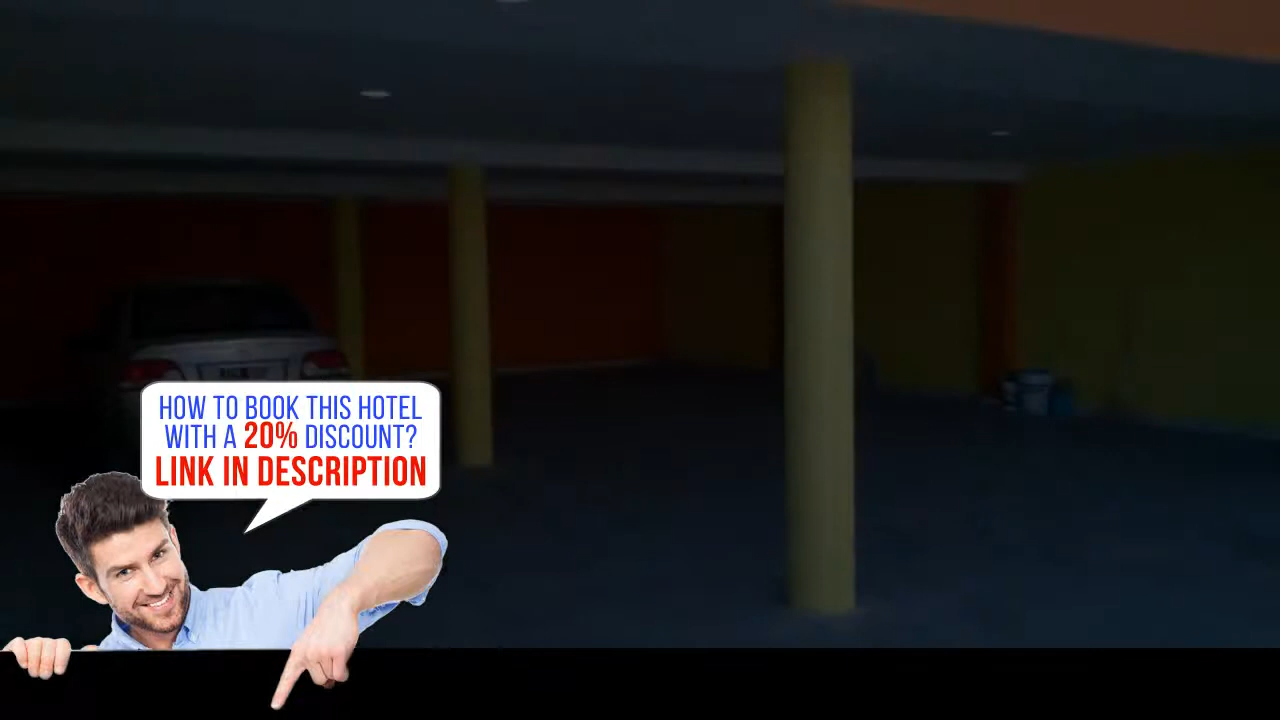 HOW TO BOOK THIS HOTEL
WITH A 20% DISCOUNT?
LINK IN DESCRIPTION